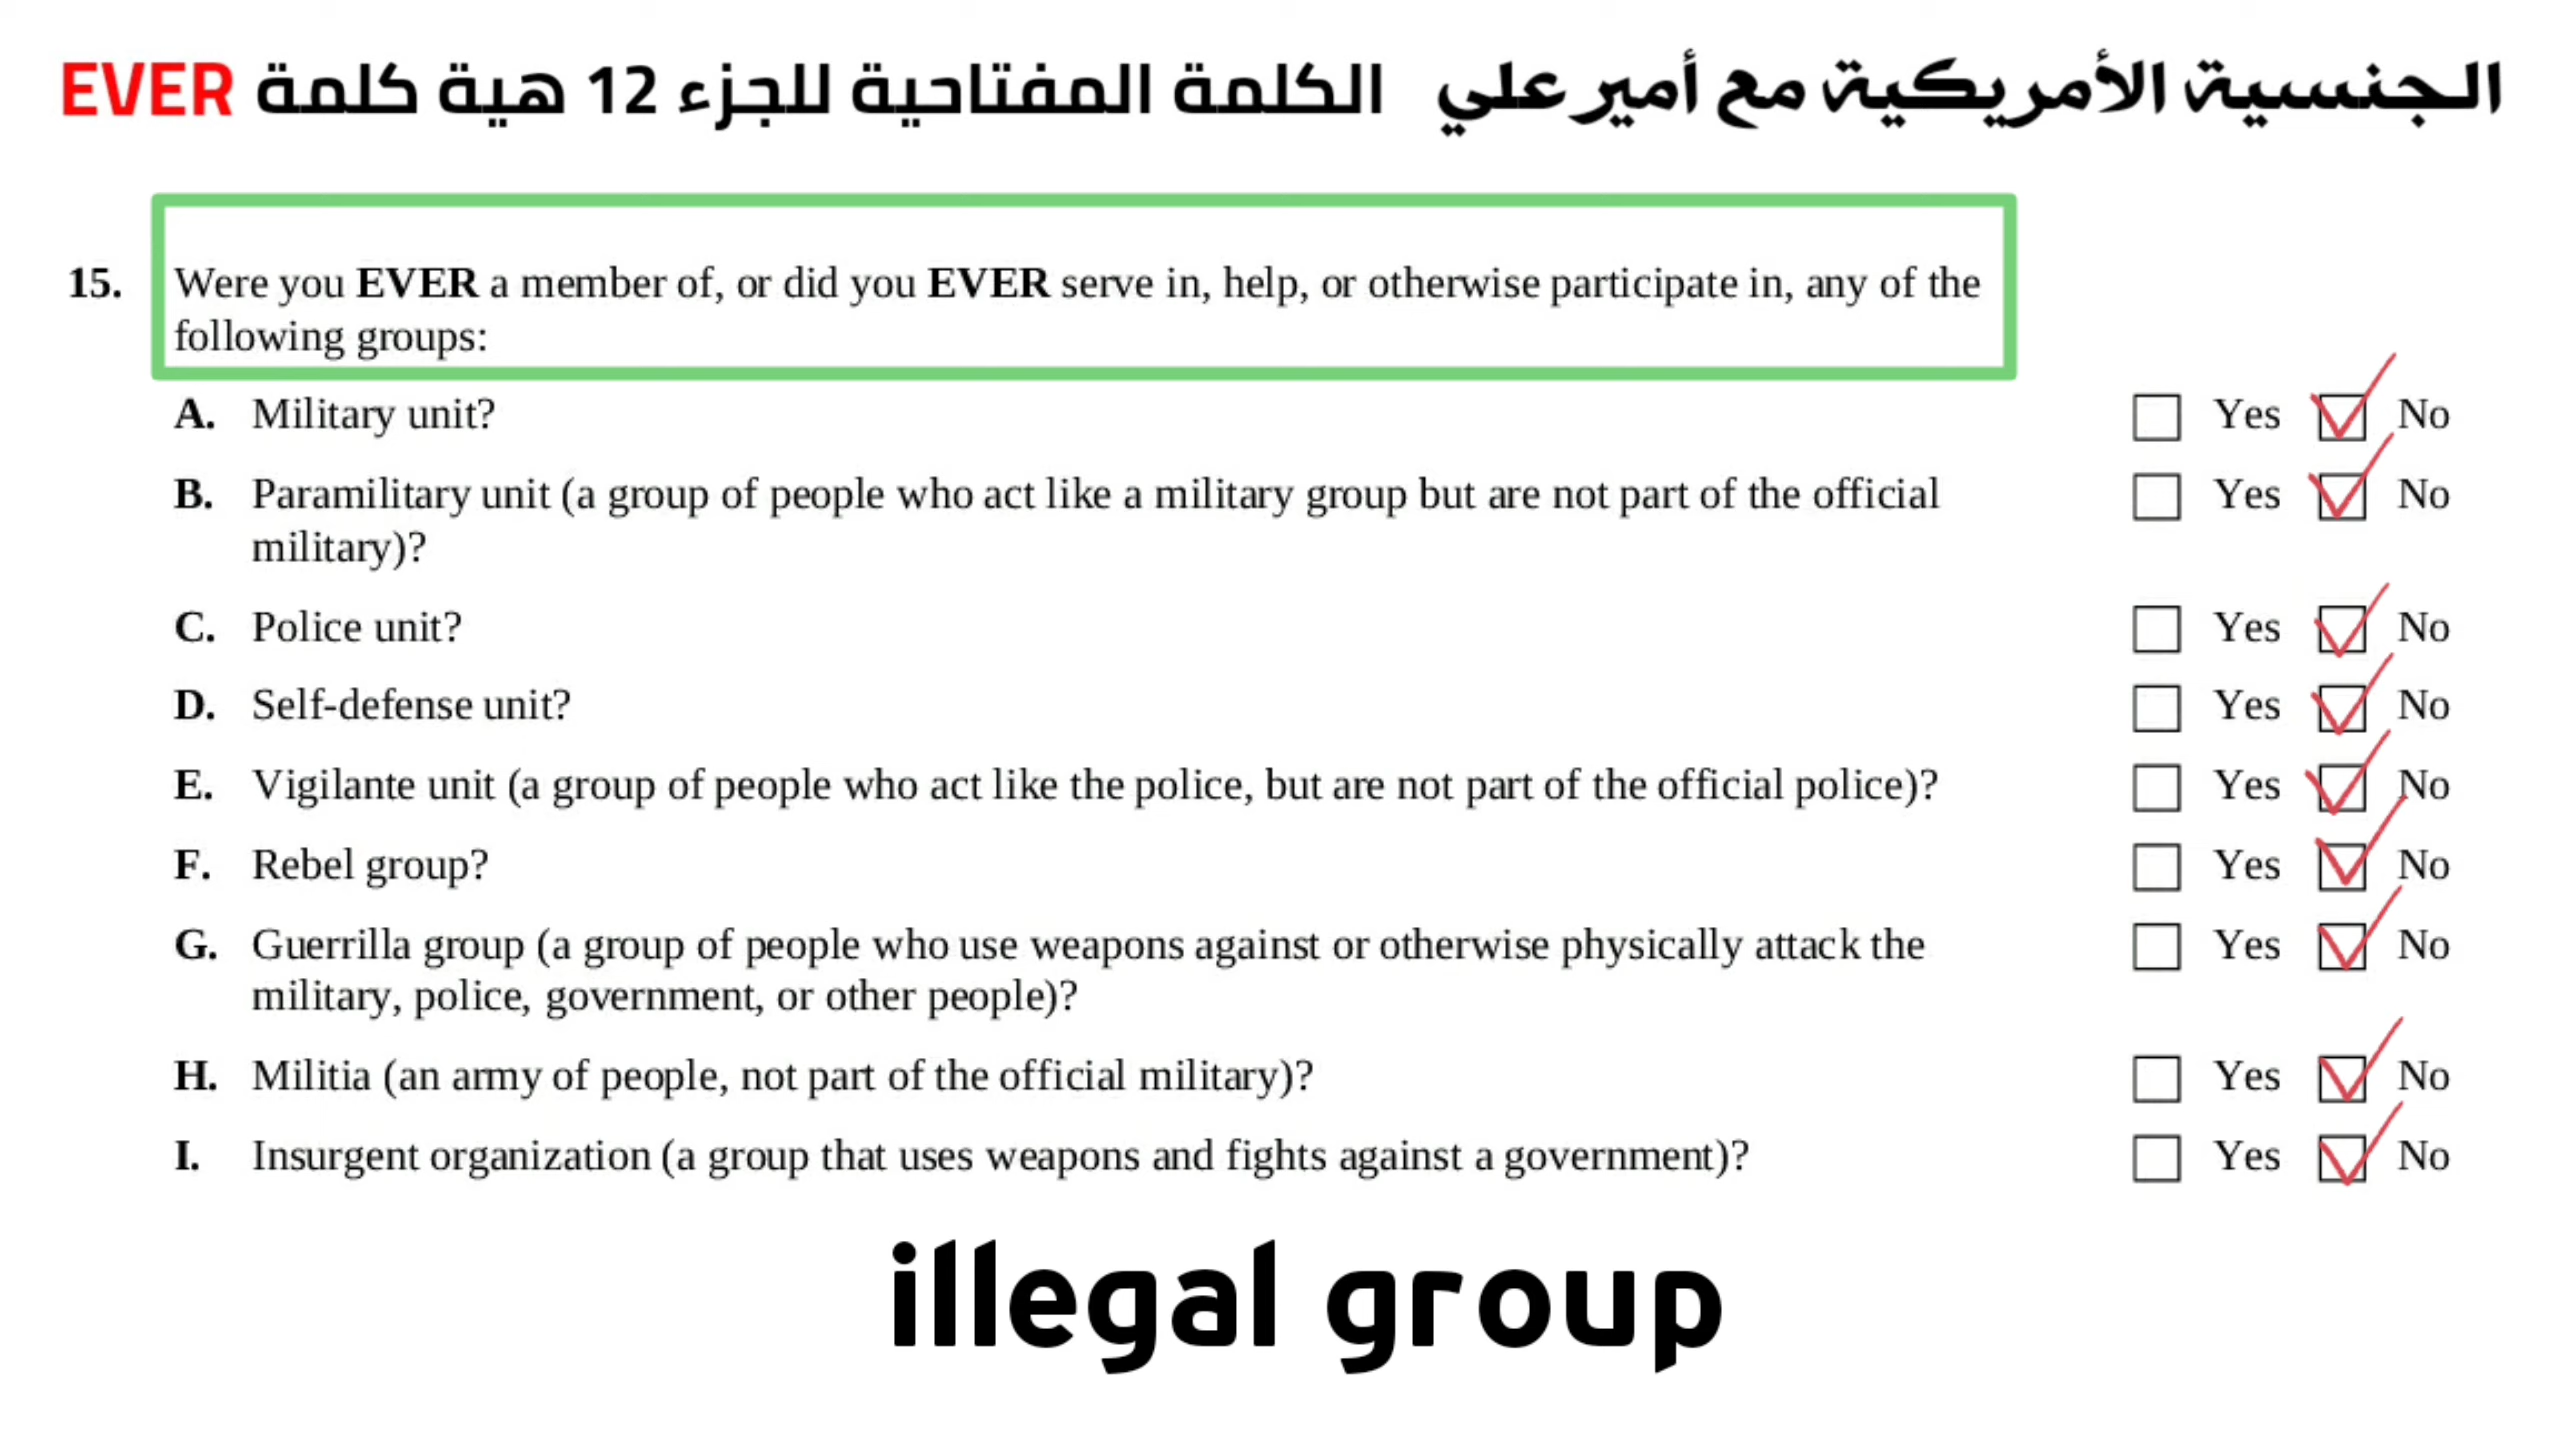 الجنسية الأمريكية مع أمير علي الكلمة المفتاحية للجزء 12 هية كلمة EVER
15. Were you EVER a member of, or did you EVER serve in, help, or otherwise participate in, any of the
following groups:
A. Military unit? Yes No
B. Paramilitary unit (a group of people who act like a military group but are not part of the official Yes No
military)?
C. Police unit? Yes No
D. Self-defense unit? Yes No
E. Vigilante unit (a group of people who act like the police, but are not part of the official police)? Yes No
F. Rebel group? Yes No
G. Guerrilla group (a group of people who use weapons against or otherwise physically attack the Yes No
military, police, government, or other people)?
H. Militia (an army of people, not part of the official military)? Yes No
I. Insurgent organization (a group that uses weapons and fights against a government)? Yes No
illegal group